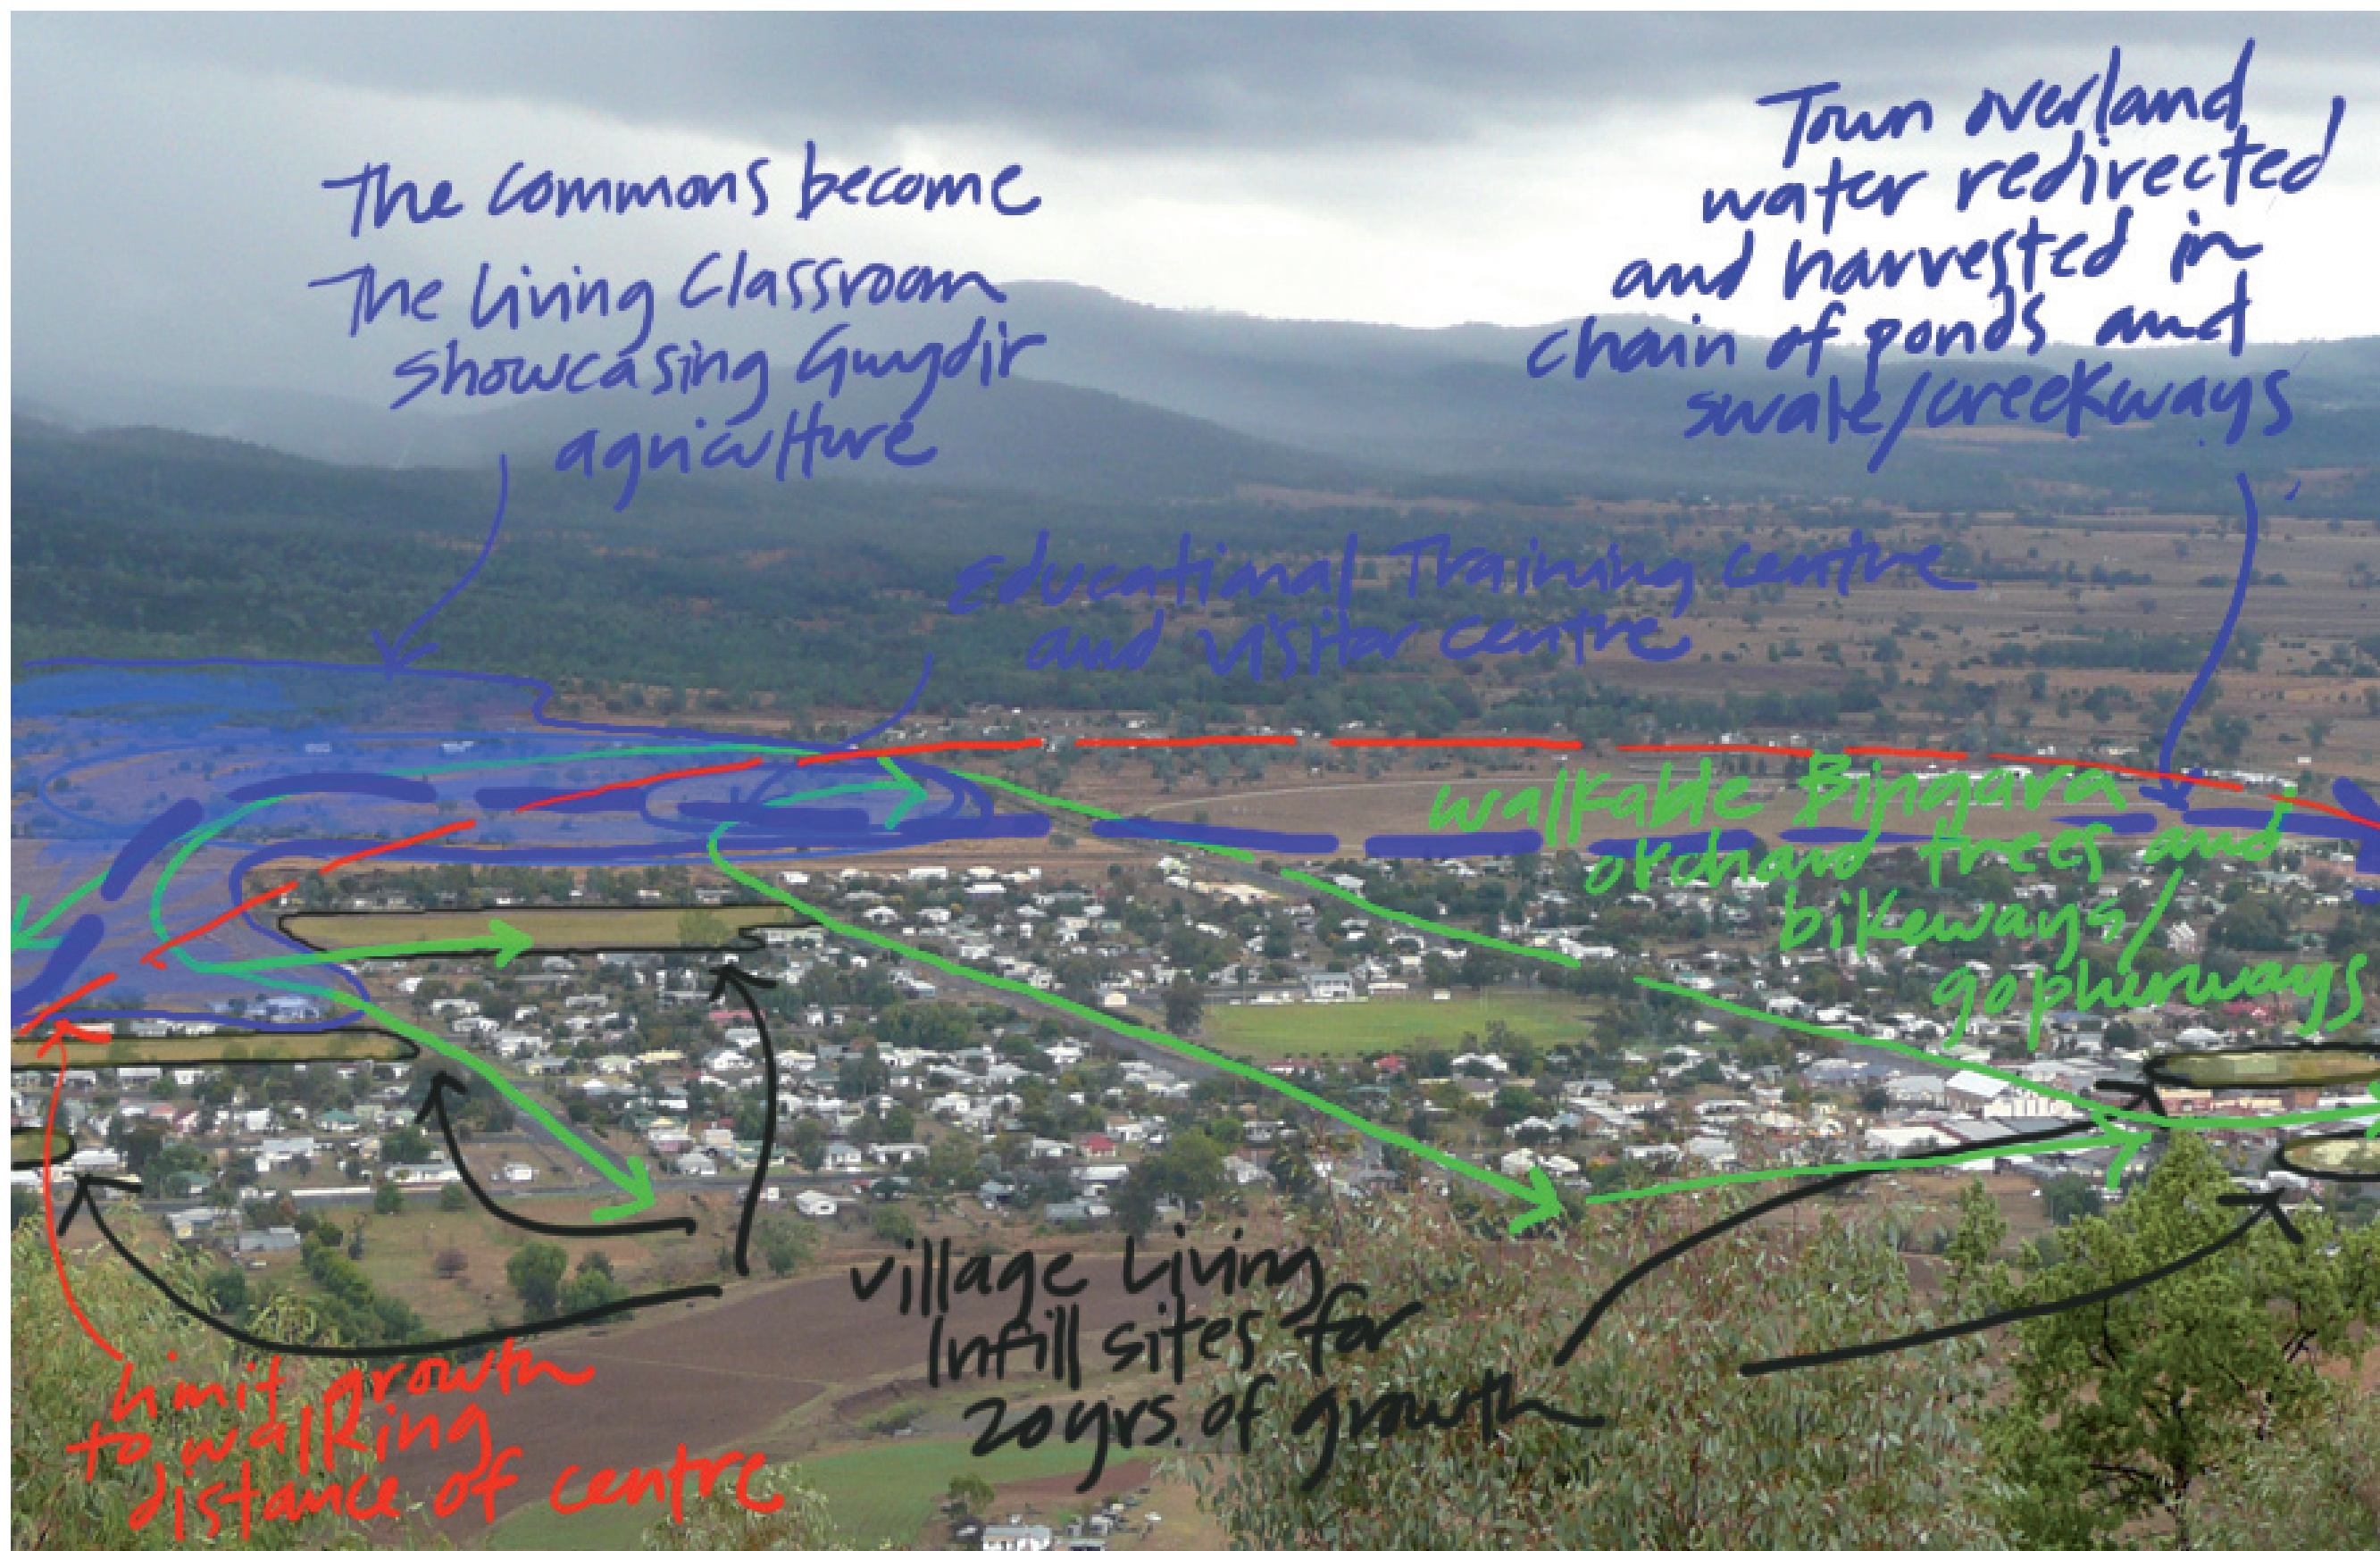 The commons become
The Living Classroom
showcasing Gwydir
agriculture
Town overland
water redirected
and harvested in
chain of ponds and
swale/creekways
Educational Training centre
and visitor centre
walkable Bingara
orchard trees and
bikeways/
gopherways
village Living
Infill sites for
20yrs. of growth
Limit growth
to walking
distance of centre